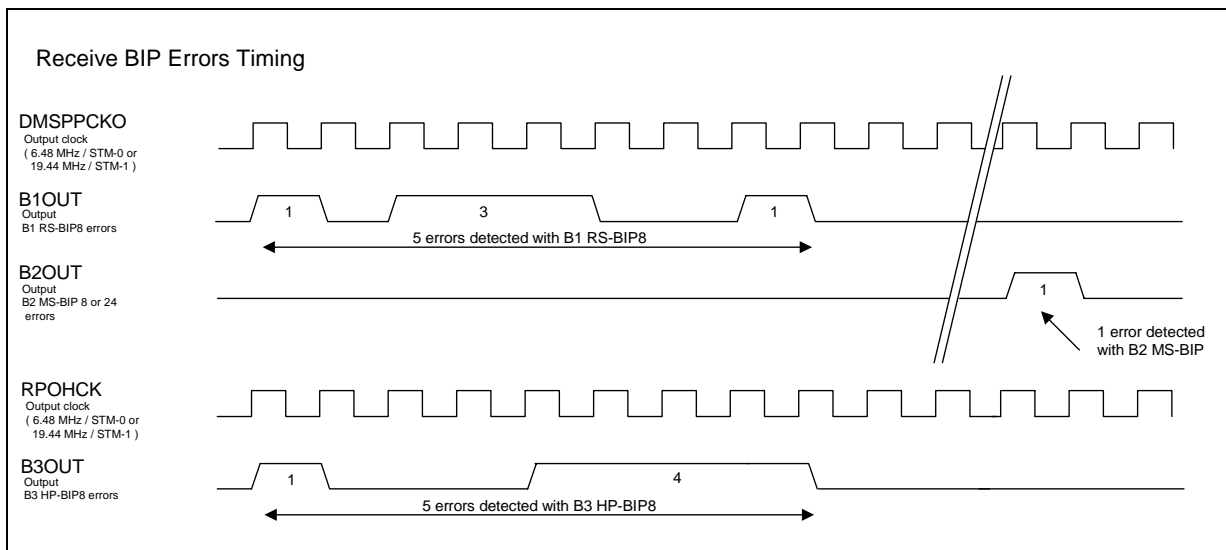 Receive BIP Errors Timing
DMSPPCKO
Output clock
( 6.48 MHz / STM-0 or
19.44 MHz / STM-1 )
B1OUT
Output
B1 RS-BIP8 errors
1
3
1
5 errors detected with B1 RS-BIP8
B2OUT
Output
B2 MS-BIP 8 or 24
errors
1
1 error detected
with B2 MS-BIP
RPOHCK
Output clock
( 6.48 MHz / STM-0 or
19.44 MHz / STM-1 )
B3OUT
Output
B3 HP-BIP8 errors
1
4
5 errors detected with B3 HP-BIP8